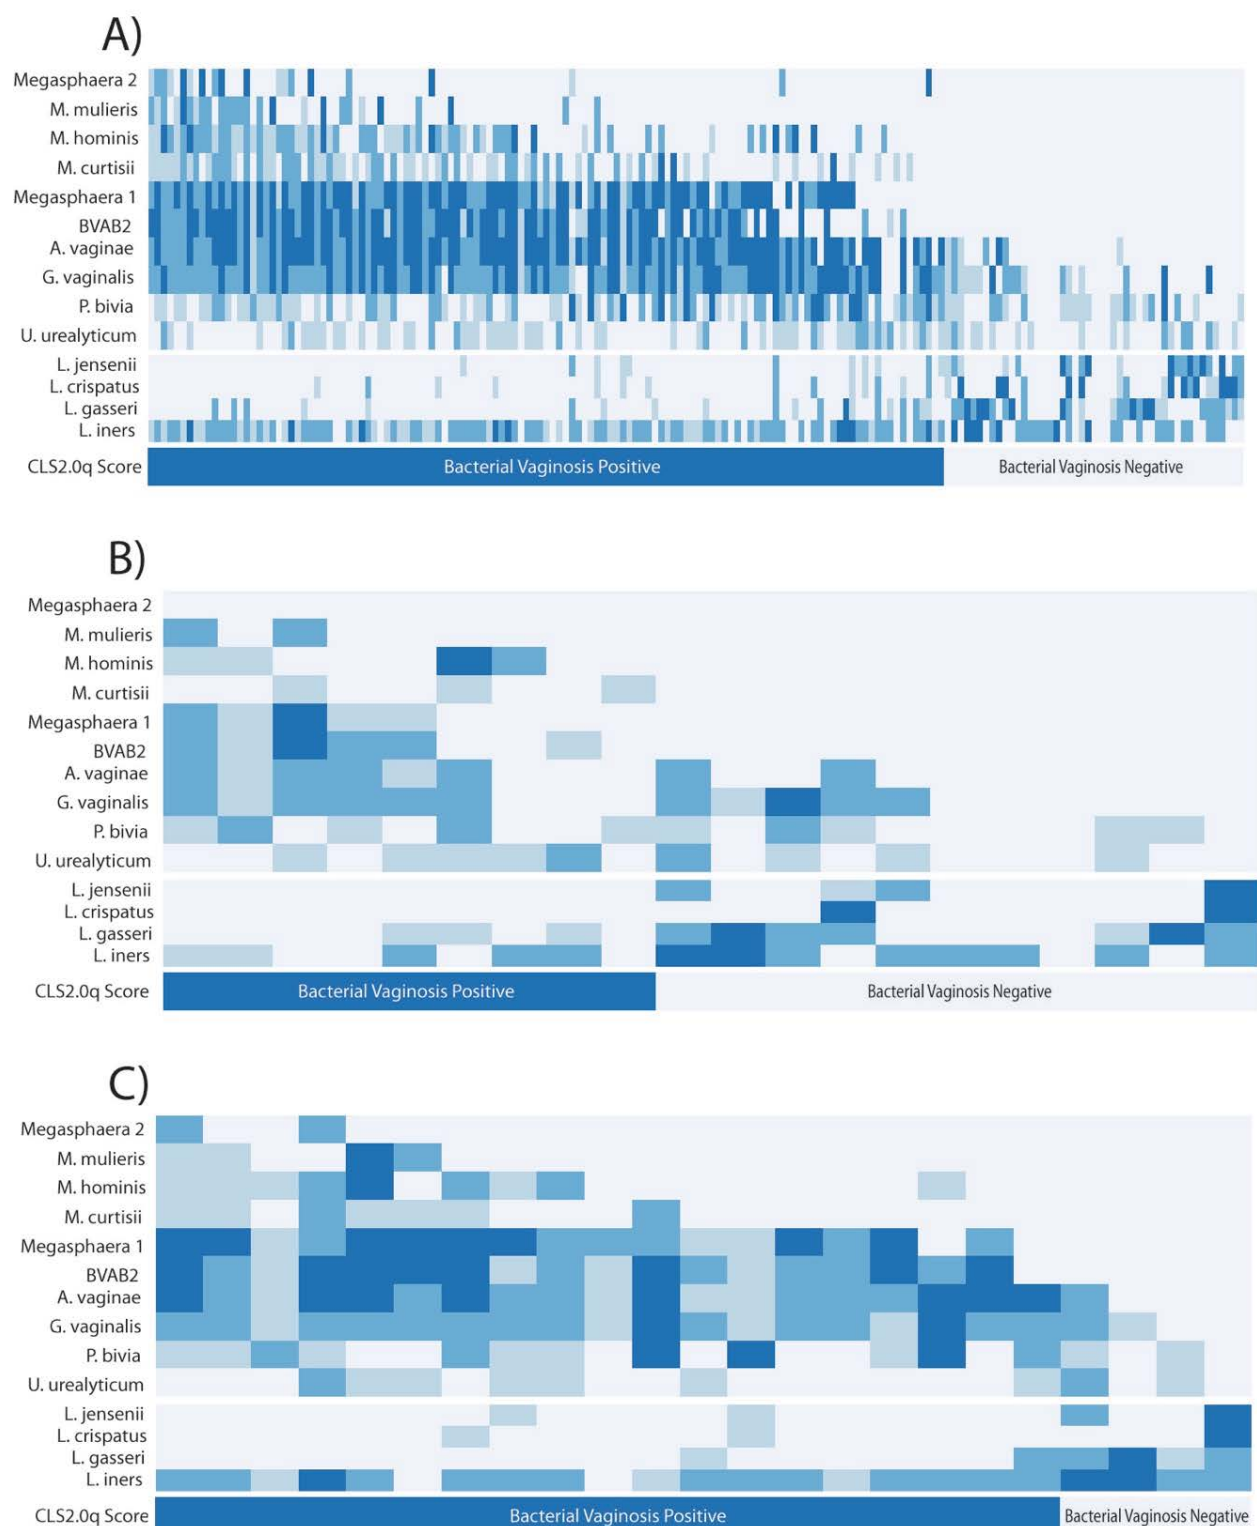 A)
Megasphaera 2
M. mulieris
M. hominis
M. curtisii
Megasphaera 1
BVAB2
A. vaginae
G. vaginalis
P. bivia
U. urealyticum
L. jensenii
L. crispatus
L. gasseri
L. iners
CLS2.0q Score Bacterial Vaginosis Positive Bacterial Vaginosis Negative
B)
Megasphaera 2
M. mulieris
M. hominis
M. curtisii
Megasphaera 1
BVAB2
A. vaginae
G. vaginalis
P. bivia
U. urealyticum
L. jensenii
L. crispatus
L. gasseri
L. iners
CLS2.0q Score Bacterial Vaginosis Positive Bacterial Vaginosis Negative
C)
Megasphaera 2
M. mulieris
M. hominis
M. curtisii
Megasphaera 1
BVAB2
A. vaginae
G. vaginalis
P. bivia
U. urealyticum
L. jensenii
L. crispatus
L. gasseri
L. iners
CLS2.0q Score Bacterial Vaginosis Positive Bacterial Vaginosis Negative